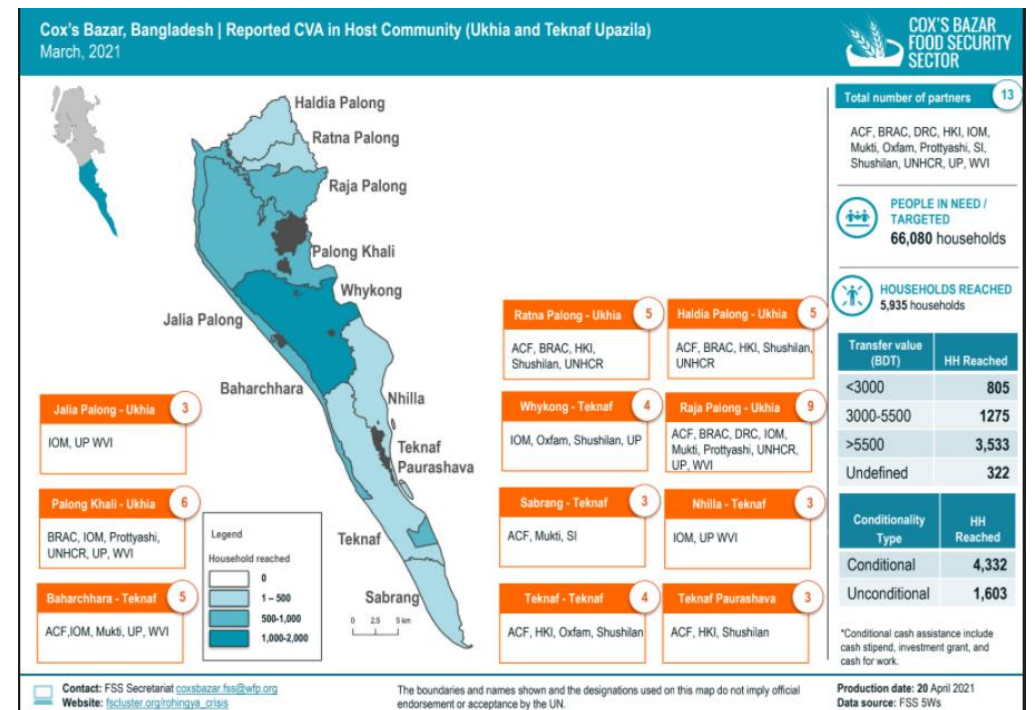 Cox's Bazar, Bangladesh | Reported CVA in Host Community (Ukhia and Teknaf Upazila)
March, 2021
COX'S BAZAR
FOOD SECURITY
SECTOR
Haldia Palong
Ratna Palong
Raja Palong
Palong Khali
Whykong
Jalia Palong
Baharchhara
Nhilla
Teknaf
Paurashava
Teknaf
Sabrang
0 2.5 5 km
Legend
Household reached
0
1 – 500
500-1,000
1,000-2,000
Jalia Palong - Ukhia 3
IOM, UP WVI
Palong Khali - Ukhia 6
BRAC, IOM, Prottyashi,
UNHCR, UP, WVI
Baharchhara - Teknaf 5
ACF,IOM, Mukti, UP, WVI
Ratna Palong - Ukhia 5
ACF, BRAC, HKI,
Shushilan, UNHCR
Haldia Palong - Ukhia 5
ACF, BRAC, HKI, Shushilan,
UNHCR
Whykong - Teknaf 4
IOM, Oxfam, Shushilan, UP
Raja Palong - Ukhia 9
ACF, BRAC, DRC, IOM,
Mukti, Prottyashi, UNHCR,
UP, WVI
Sabrang - Teknaf 3
ACF, Mukti, SI
Nhilla - Teknaf 3
IOM, UP WVI
Teknaf - Teknaf 4
ACF, HKI, Oxfam, Shushilan
Teknaf Paurashava 3
ACF, HKI, Shushilan
Total number of partners 13
ACF, BRAC, DRC, HKI, IOM,
Mukti, Oxfam, Prottyashi, SI,
Shushilan, UNHCR, UP, WVI
PEOPLE IN NEED /
TARGETED
66,080 households
HOUSEHOLDS REACHED
5,935 households
Transfer value
(BDT) HH Reached
<3000 805
3000-5500 1275
>5500 3,533
Undefined 322
Conditionality
Type HH
Reached
Conditional 4,332
Unconditional 1,603
*Conditional cash assistance include
cash stipend, investment grant, and
cash for work.
Contact: FSS Secretariat coxsbazar.fss@wfp.org
Website: fscluster.org/rohingya_crisis
The boundaries and names shown and the designations used on this map do not imply official
endorsement or acceptance by the UN.
Production date: 20 April 2021
Data source: FSS 5Ws